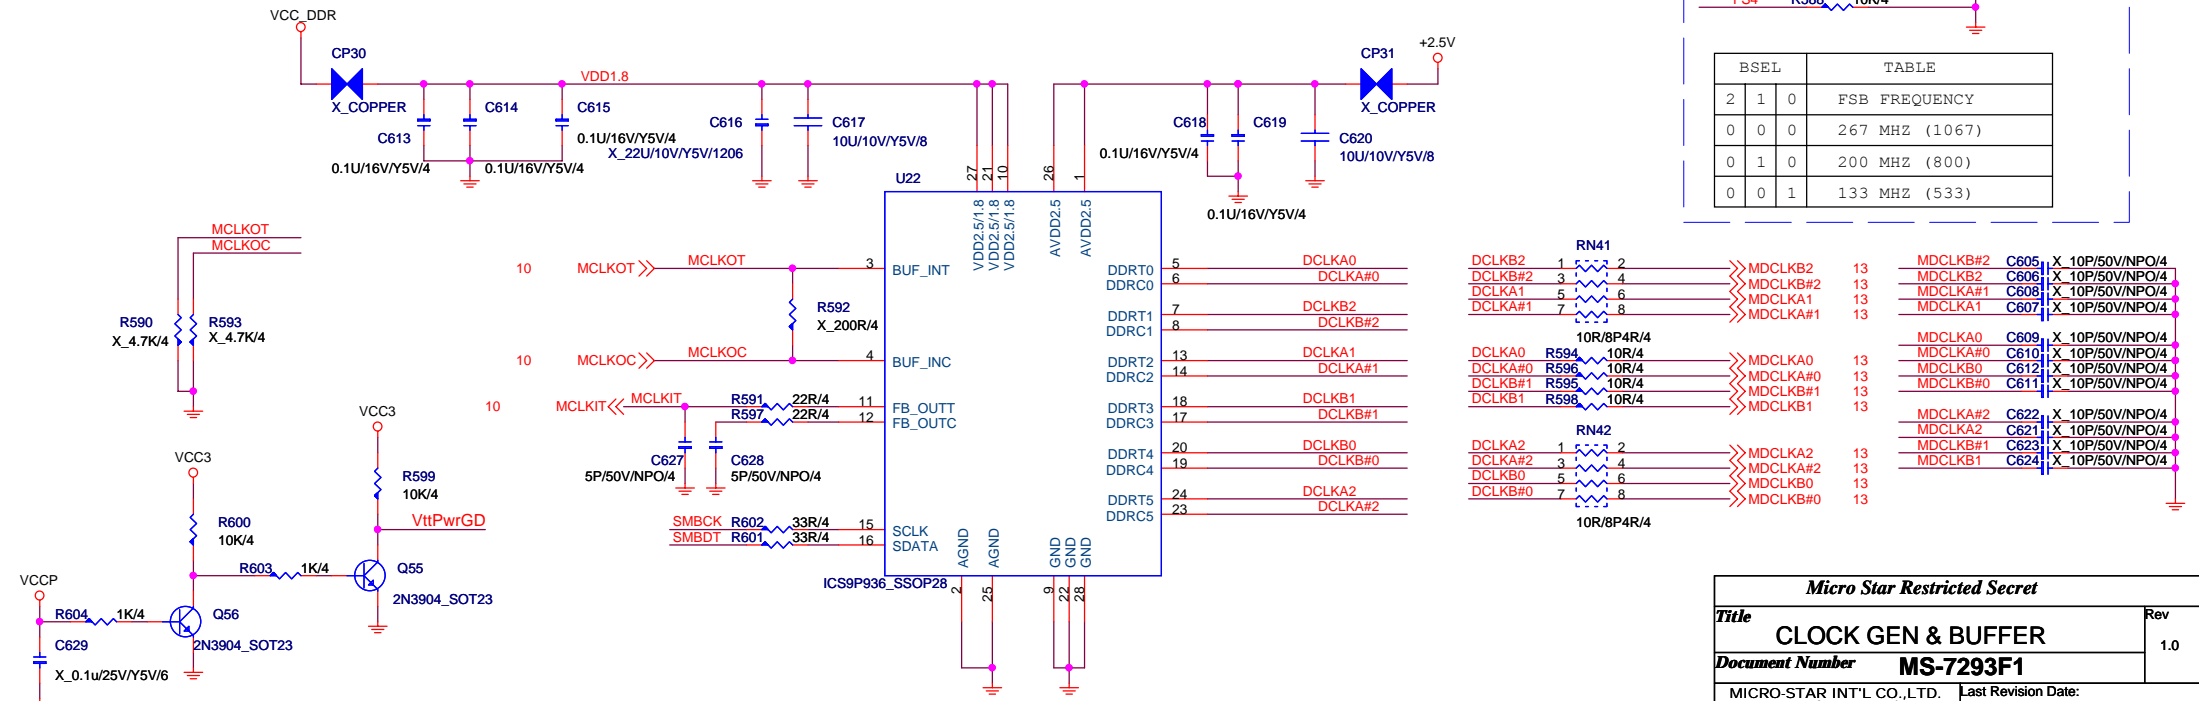 VCC_DDR
CP30
X_COPPER
VDD1.8
C613
0.1U/16V/Y5V/4
C614
0.1U/16V/Y5V/4
C615
0.1U/16V/Y5V/4
C616
X_22U/10V/Y5V/1206
C617
10U/10V/Y5V/8
+2.5V
CP31
X_COPPER
C618
0.1U/16V/Y5V/4
C619
0.1U/16V/Y5V/4
C620
10U/10V/Y5V/8
FS4 R588 10K/4
BSEL TABLE
2 1 0 FSB FREQUENCY
0 0 0 267 MHZ (1067)
0 1 0 200 MHZ (800)
0 0 1 133 MHZ (533)
MCLKOT
MCLKOC
R590
X_4.7K/4
R593
X_4.7K/4
10 MCLKOT MCLKOT
R592
X_200R/4
10 MCLKOC MCLKOC
10 MCLKIT MCLKIT
R591 22R/4
R597 22R/4
C627
5P/50V/NPO/4
C628
5P/50V/NPO/4
SMBCK R602 33R/4
SMBDT R601 33R/4
U22
27 21 10 26 1
VDD2.5/1.8
VDD2.5/1.8
VDD2.5/1.8
AVDD2.5
AVDD2.5
3 BUF_INT
4 BUF_INC
11 FB_OUTT
12 FB_OUTC
15 SCLK
16 SDATA
AGND
AGND
GND
GND
GND
2 25 9 22 28
ICS9P936_SSOP28
DDRT0 5 DCLKA0
DDRC0 6 DCLKA#0
DDRT1 7 DCLKB2
DDRC1 8 DCLKB#2
DDRT2 13 DCLKA1
DDRC2 14 DCLKA#1
DDRT3 18 DCLKB1
DDRC3 17 DCLKB#1
DDRT4 20 DCLKB0
DDRC4 19 DCLKB#0
DDRT5 24 DCLKA2
DDRC5 23 DCLKA#2
RN41
DCLKB2 1 2 MDCLKB2 13
DCLKB#2 3 4 MDCLKB#2 13
DCLKA1 5 6 MDCLKA1 13
DCLKA#1 7 8 MDCLKA#1 13
10R/8P4R/4
DCLKA0 R594 10R/4 MDCLKA0 13
DCLKA#0 R596 10R/4 MDCLKA#0 13
DCLKB#1 R595 10R/4 MDCLKB#1 13
DCLKB1 R598 10R/4 MDCLKB1 13
RN42
DCLKA2 1 2 MDCLKA2 13
DCLKA#2 3 4 MDCLKA#2 13
DCLKB0 5 6 MDCLKB0 13
DCLKB#0 7 8 MDCLKB#0 13
10R/8P4R/4
MDCLKB#2 C605 X_10P/50V/NPO/4
MDCLKB2 C606 X_10P/50V/NPO/4
MDCLKA#1 C608 X_10P/50V/NPO/4
MDCLKA1 C607 X_10P/50V/NPO/4
MDCLKA0 C609 X_10P/50V/NPO/4
MDCLKA#0 C610 X_10P/50V/NPO/4
MDCLKB0 C612 X_10P/50V/NPO/4
MDCLKB#0 C611 X_10P/50V/NPO/4
MDCLKA#2 C622 X_10P/50V/NPO/4
MDCLKA2 C621 X_10P/50V/NPO/4
MDCLKB#1 C623 X_10P/50V/NPO/4
MDCLKB1 C624 X_10P/50V/NPO/4
VCC3
R599
10K/4
VttPwrGD
VCC3
R600
10K/4
R603 1K/4
Q55
2N3904_SOT23
VCCP
R604 1K/4
Q56
2N3904_SOT23
C629
X_0.1u/25V/Y5V/6
Micro Star Restricted Secret
Title
CLOCK GEN & BUFFER
Rev
1.0
Document Number MS-7293F1
MICRO-STAR INT'L CO.,LTD. Last Revision Date: